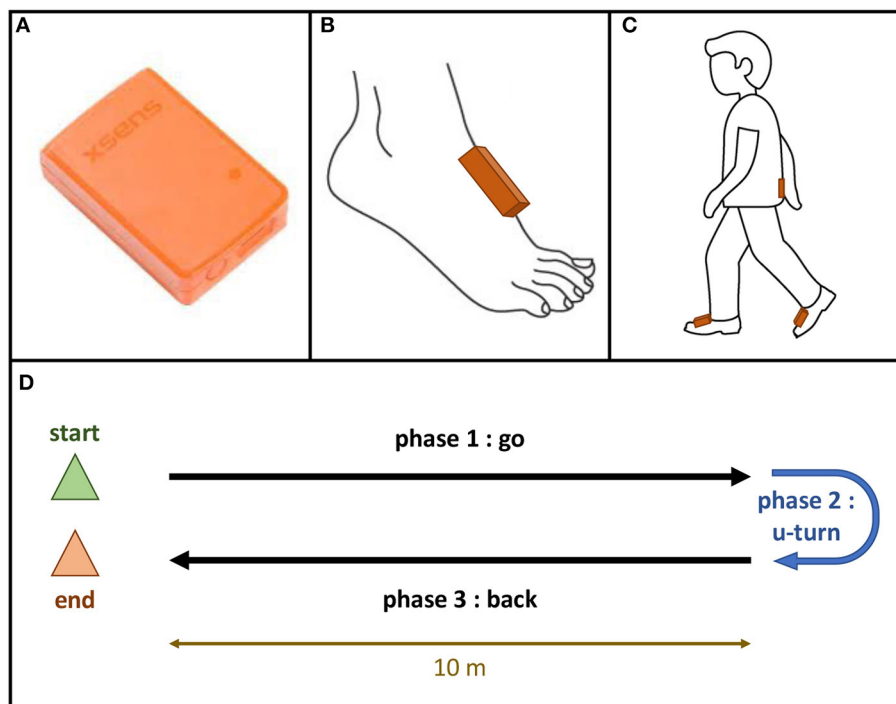 A
B
C
xsens
D
start
phase 1 : go
phase 2 :
u-turn
end
phase 3 : back
10 m